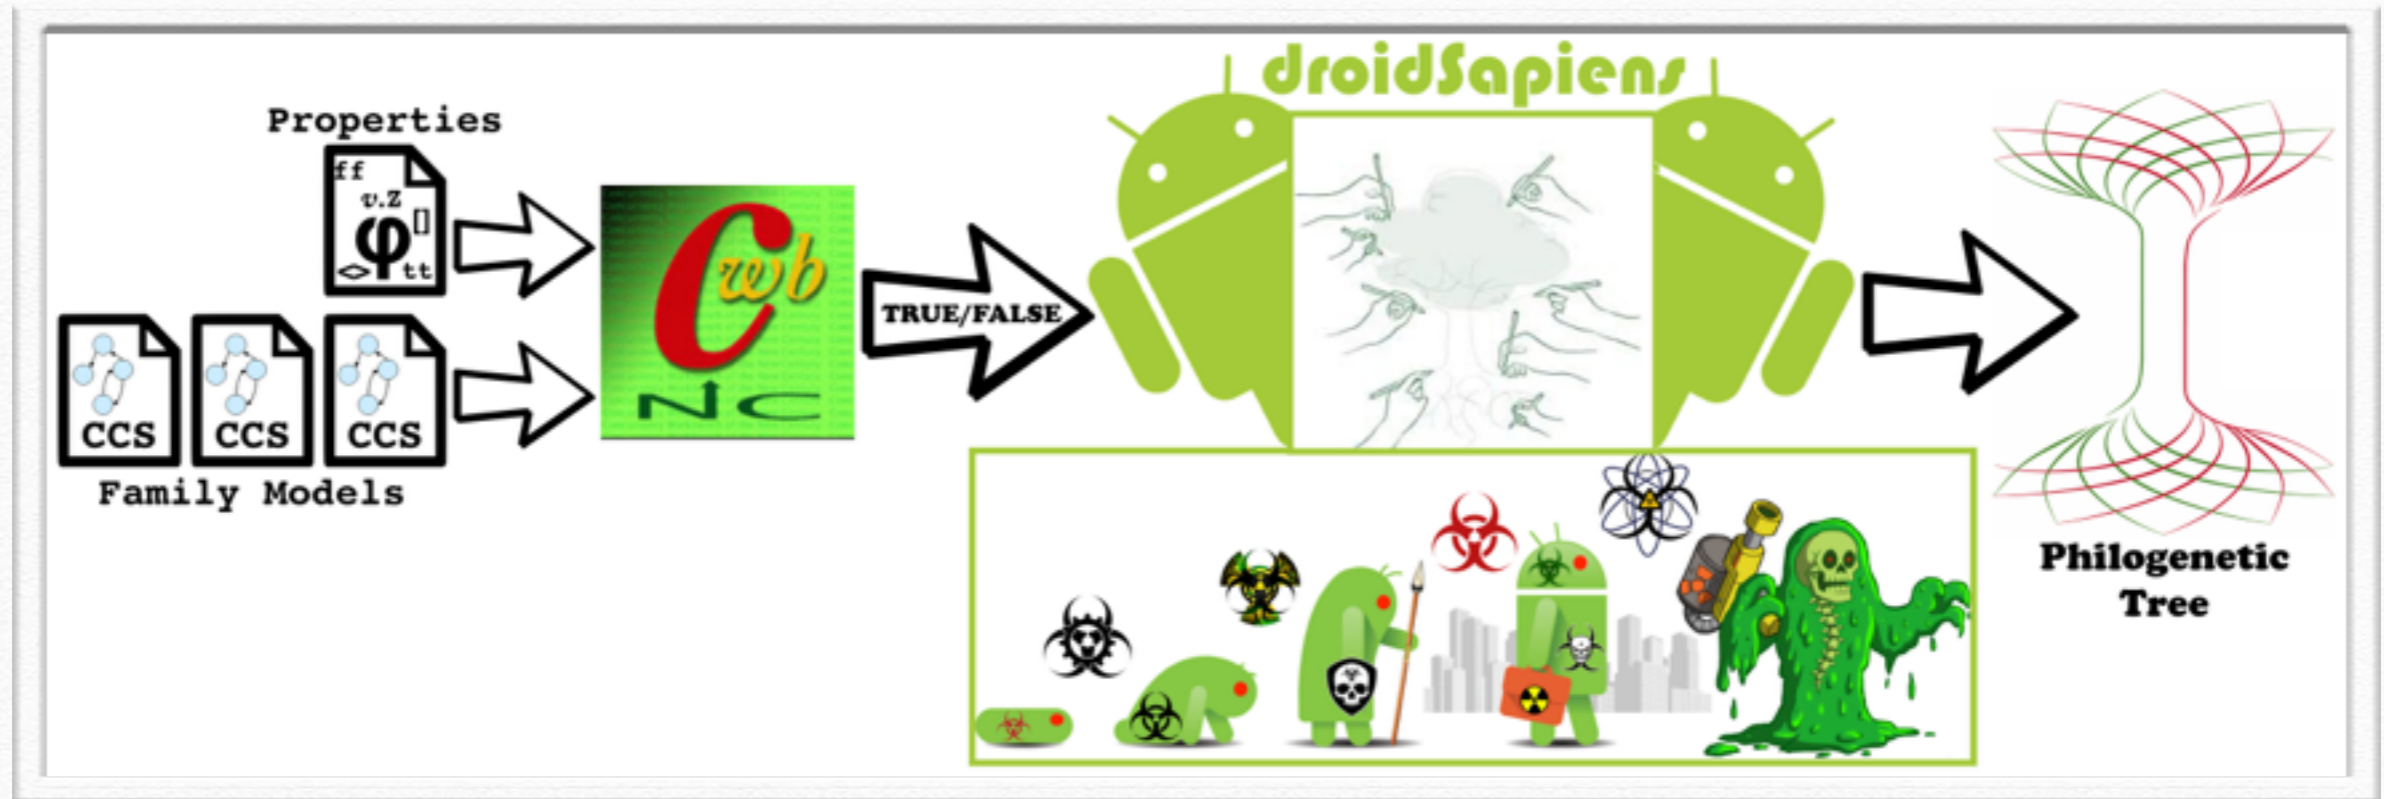 droidSapiens
Properties
ff
v.Z
φ []
<> tt
Cwb
NC
TRUE/FALSE
CCS CCS CCS
Family Models
Philogenetic
Tree